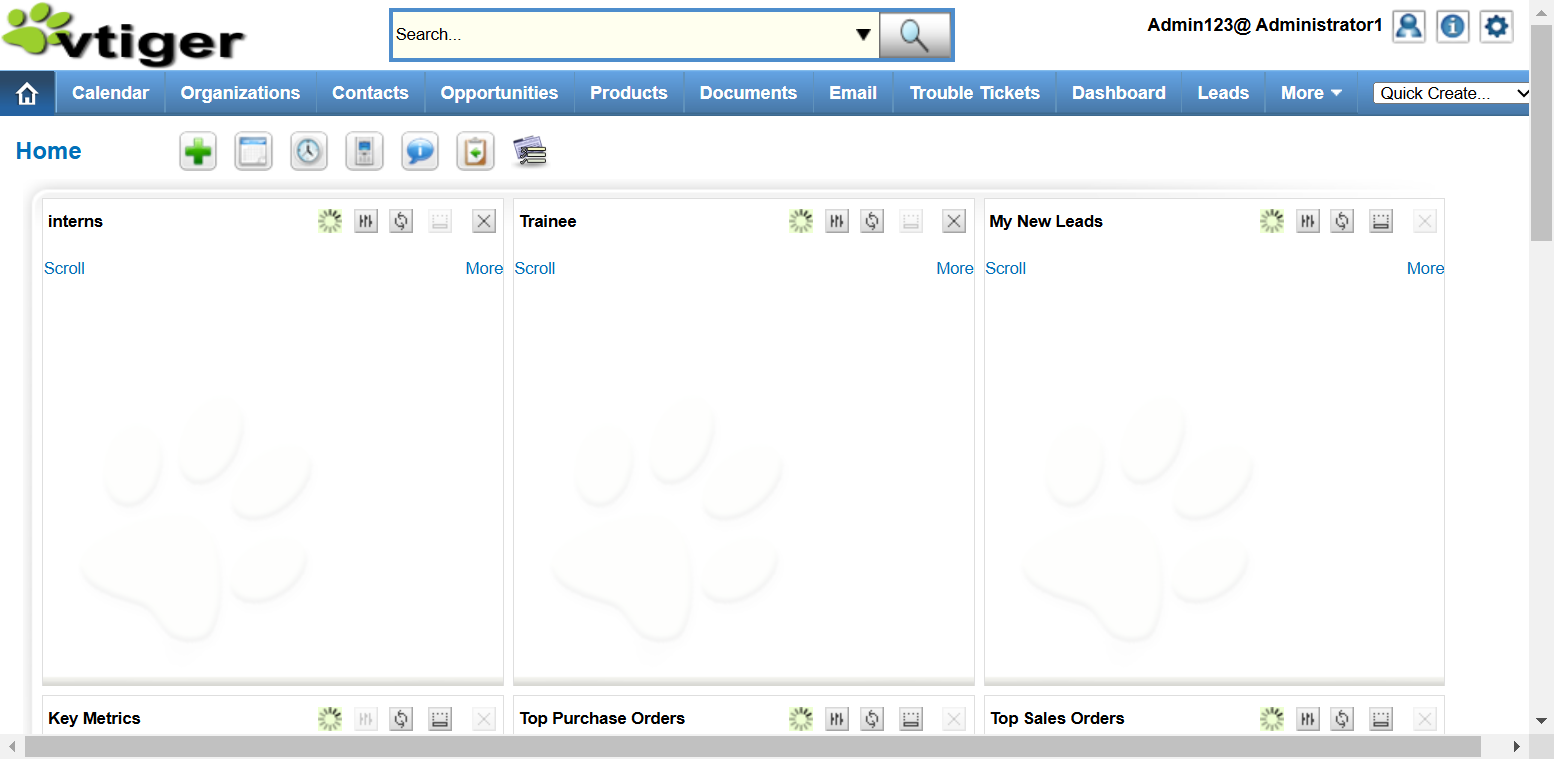 vtiger
Search...
Admin123@ Administrator1
Calendar Organizations Contacts Opportunities Products Documents Email Trouble Tickets Dashboard Leads More Quick Create...
Home
interns Trainee My New Leads
Scroll More Scroll More Scroll More
Key Metrics Top Purchase Orders Top Sales Orders